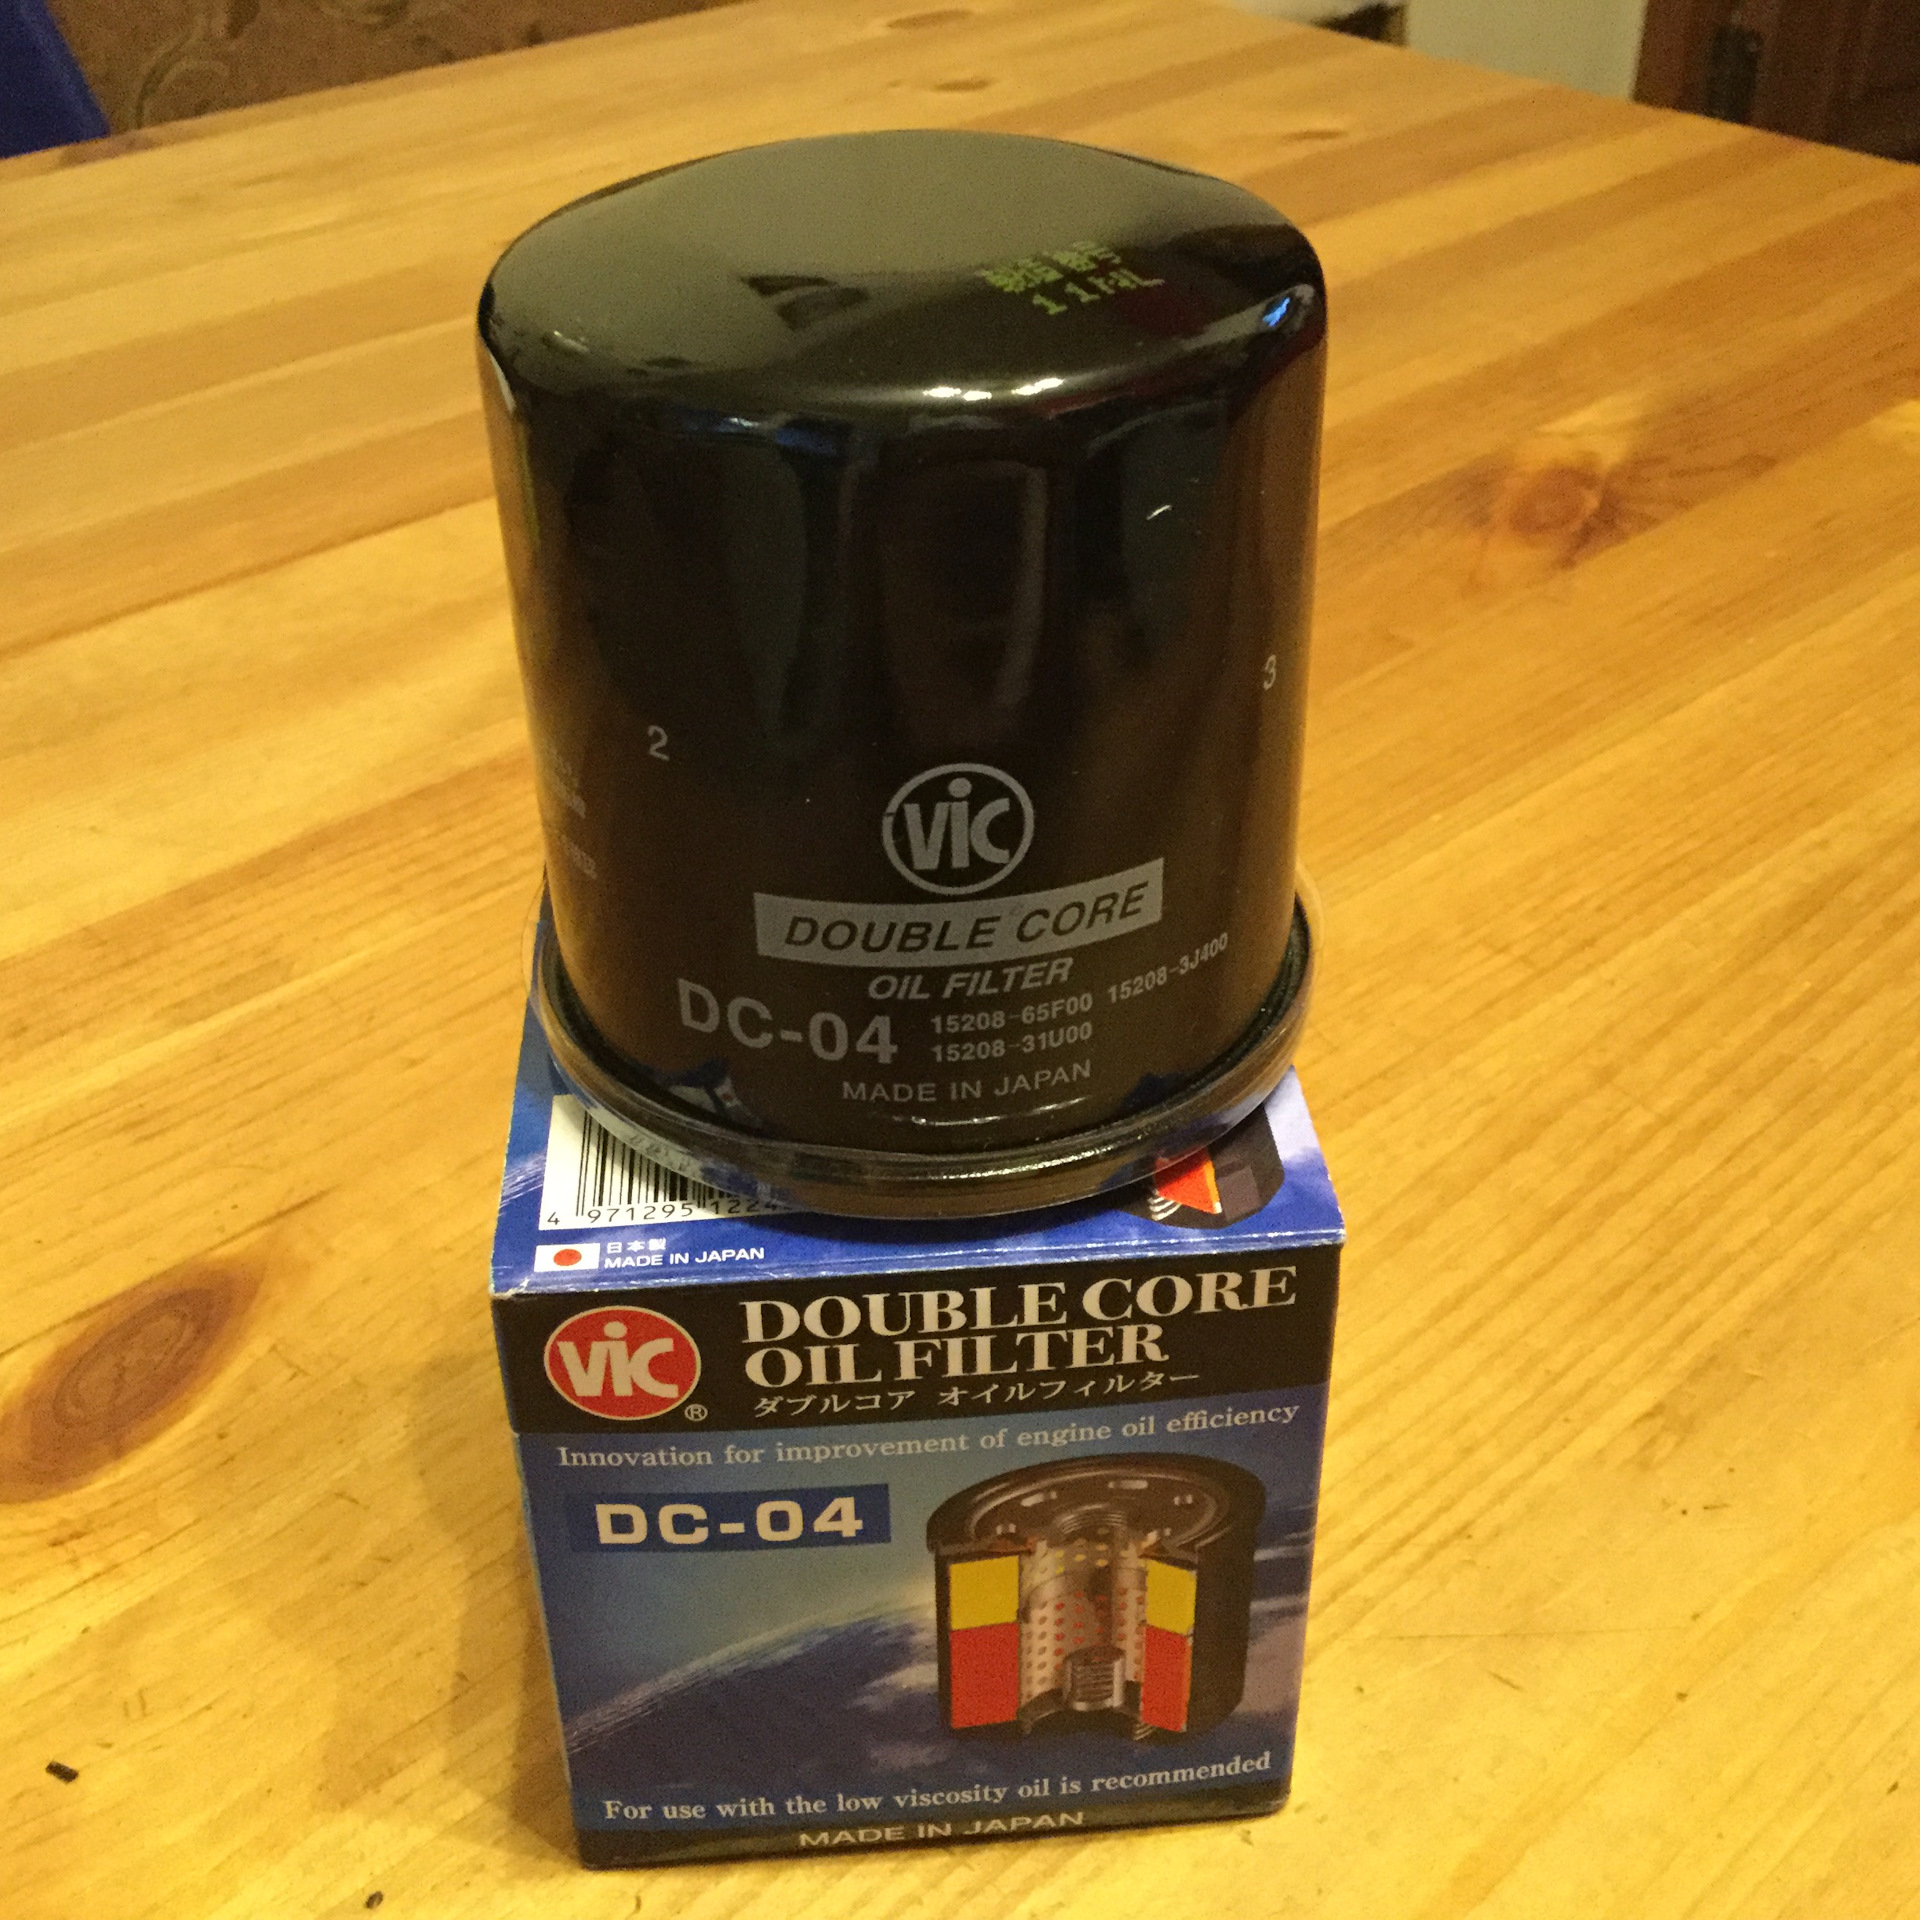 2
3
VIC
DOUBLE CORE
OIL FILTER
DC-04
15208-65F00 15208-3J400
15208-31U00
MADE IN JAPAN
4 971295 122
日本製
MADE IN JAPAN
VIC
®
DOUBLE CORE
OIL FILTER
ダブルコア オイルフィルター
Innovation for improvement of engine oil efficiency
DC-04
For use with the low viscosity oil is recommended
MADE IN JAPAN